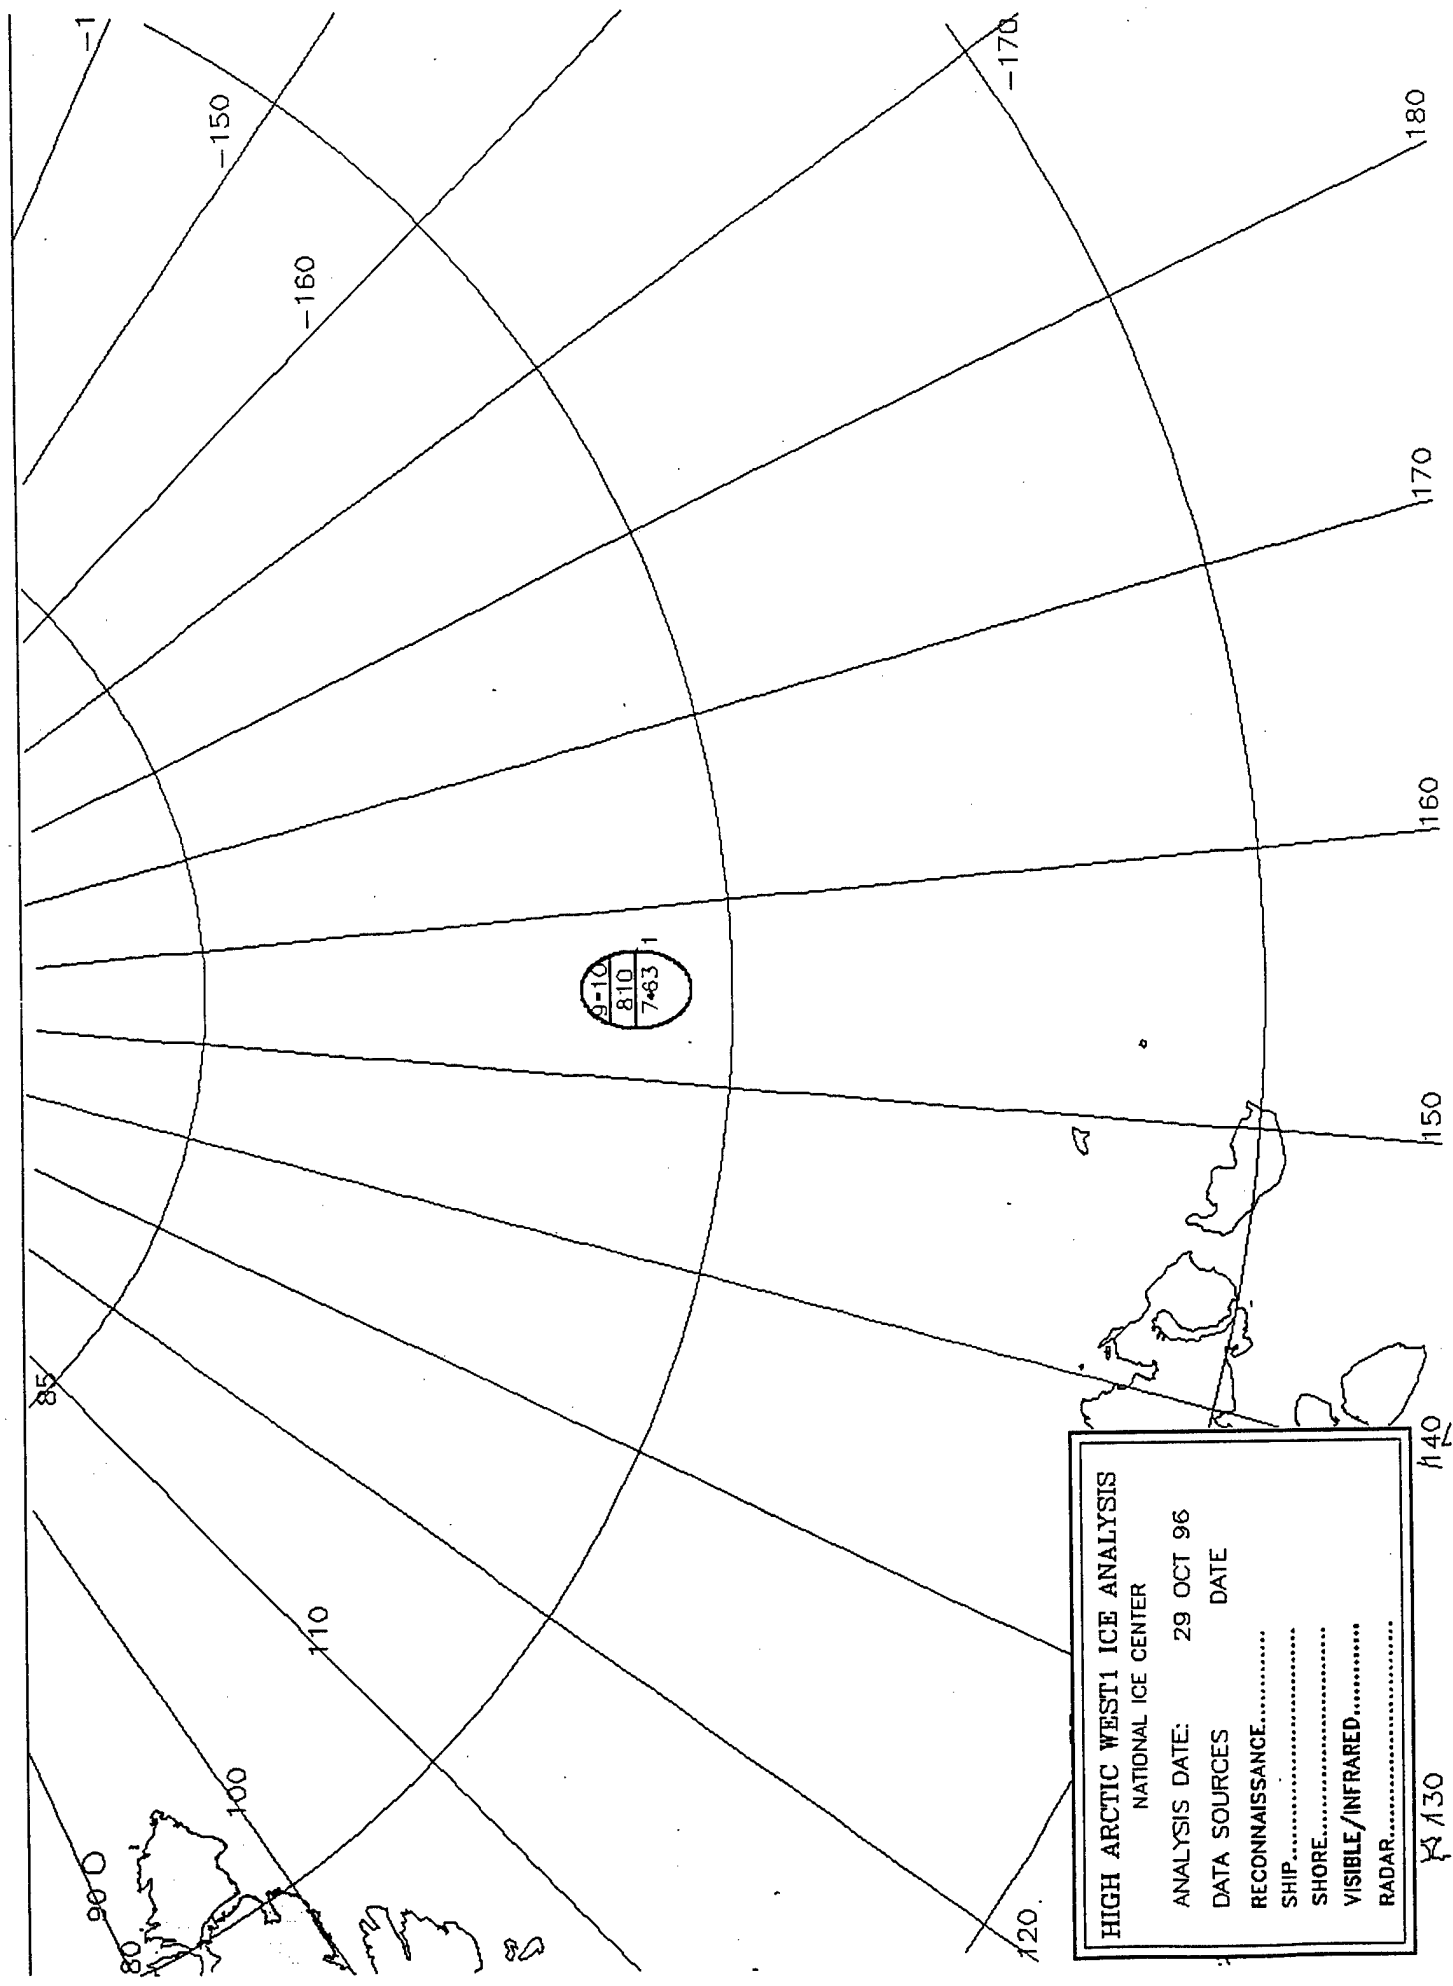 -1
-150
-160
-170
180
170
160
150
140
130
120
110
100
90
80
85
9-10
810
7•63
1
HIGH ARCTIC WEST1 ICE ANALYSIS
NATIONAL ICE CENTER
ANALYSIS DATE: 29 OCT 96
DATA SOURCES DATE
RECONNAISSANCE............
SHIP............................
SHORE..........................
VISIBLE/INFRARED............
RADAR..........................